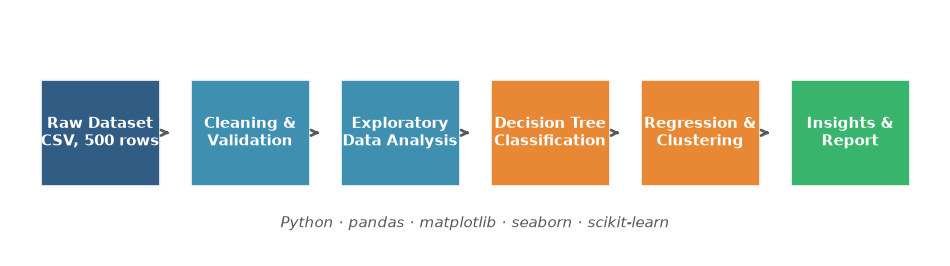 Raw Dataset
CSV, 500 rows
Cleaning &
Validation
Exploratory
Data Analysis
Decision Tree
Classification
Regression &
Clustering
Insights &
Report
Python · pandas · matplotlib · seaborn · scikit-learn